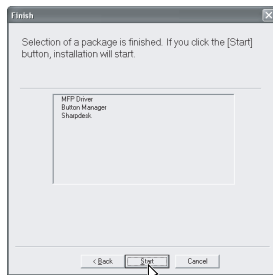 Finish
Selection of a package is finished. If you click the [Start]
button, installation will start.
MFP Driver
Button Manager
Sharpdesk
< Back
Start
Cancel